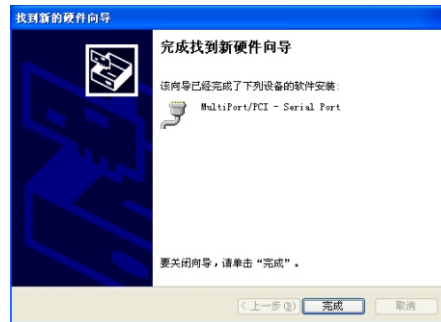 找到新的硬件向导
完成找到新硬件向导
该向导已经完成了下列设备的软件安装:
MultiPort/PCI - Serial Port
要关闭向导，请单击“完成”。
< 上一步(B) 完成 取消